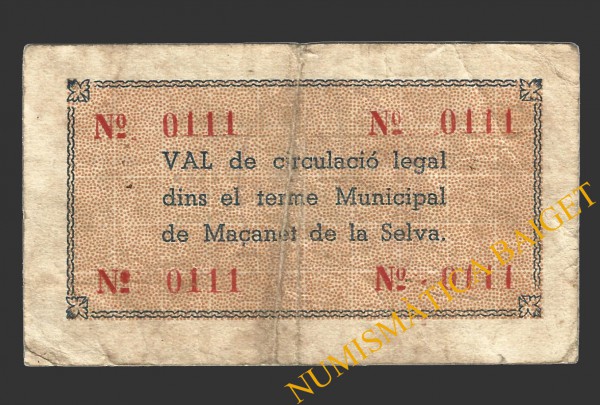 Nº 0111 Nº 0111
VAL de circulació legal
dins el terme Municipal
de Maçanet de la Selva.
Nº 0111 Nº 0111
NUMISMÀTICA BAIGET